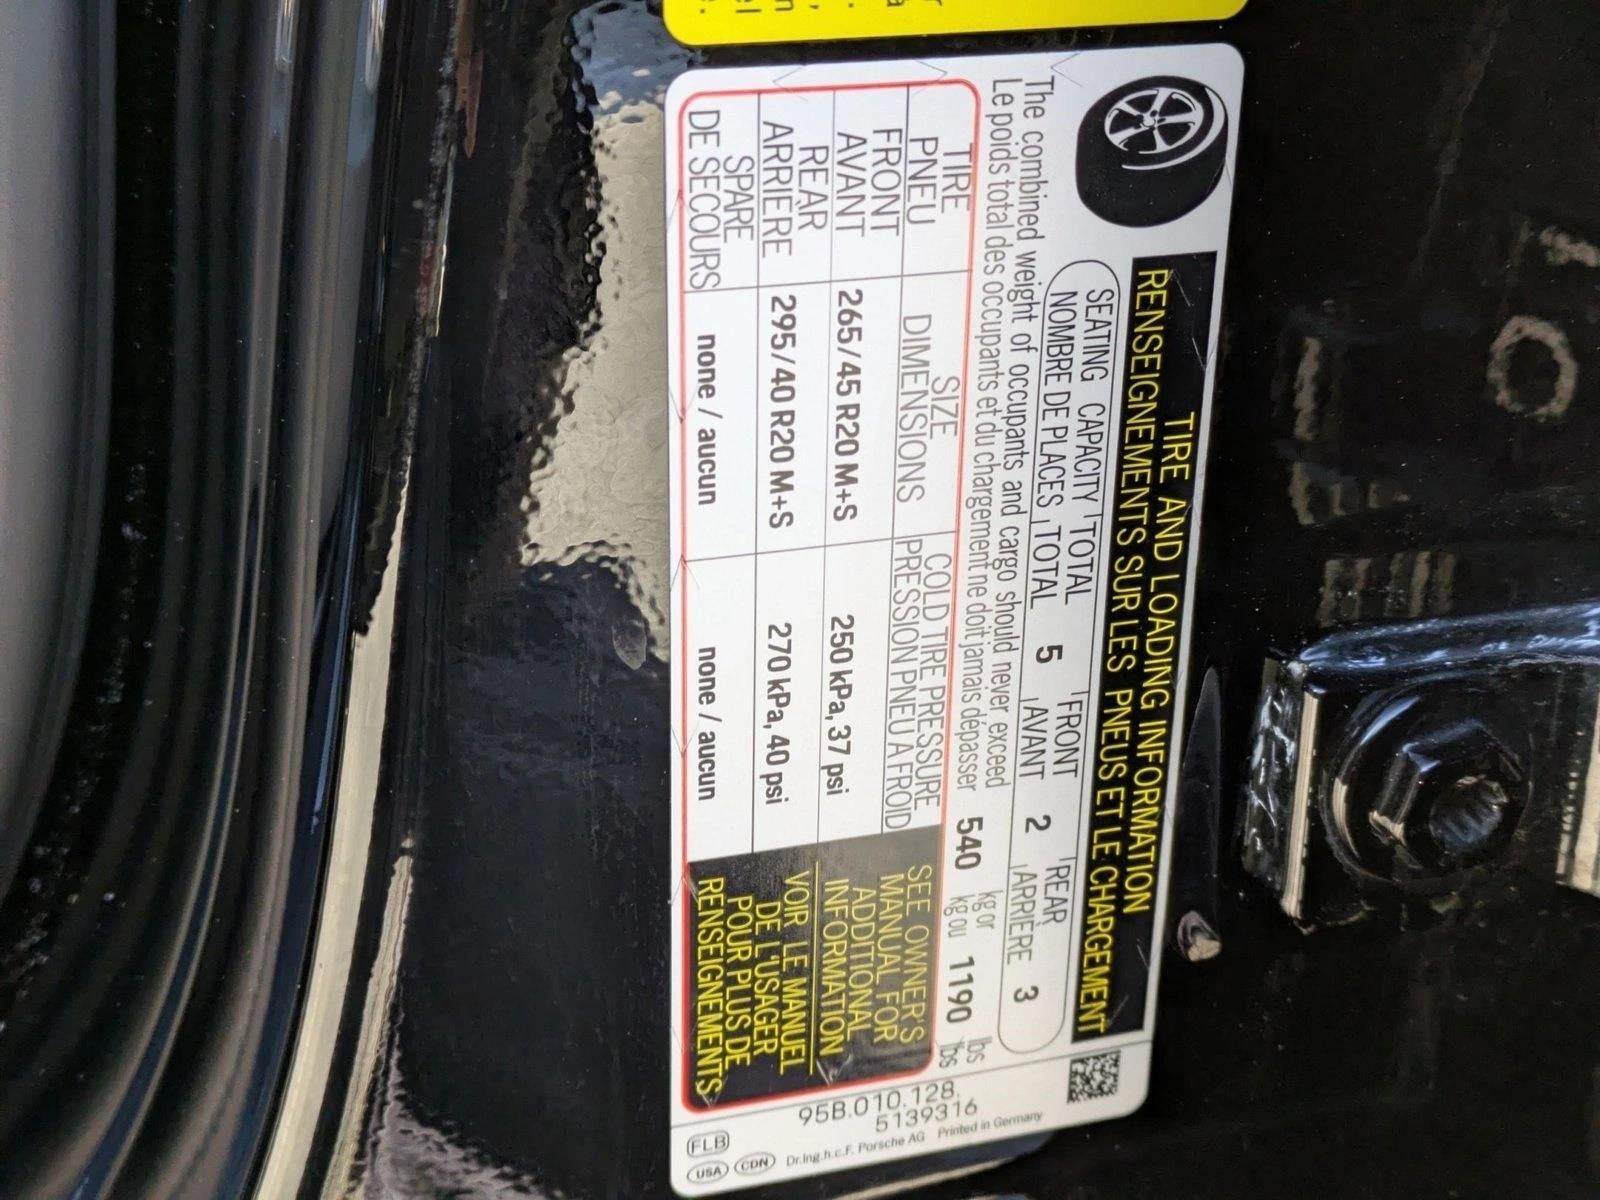 TIRE AND LOADING INFORMATION
RENSEIGNEMENTS SUR LES PNEUS ET LE CHARGEMENT
SEATING CAPACITY TOTAL 5 FRONT 2 REAR 3
NOMBRE DE PLACES TOTAL AVANT ARRIÈRE
The combined weight of occupants and cargo should never exceed 540 kg or 1190 lbs
Le poids total des occupants et du chargement ne doit jamais dépasser kg ou lbs
TIRE SIZE COLD TIRE PRESSURE
PNEU DIMENSIONS PRESSION PNEU A FROID
FRONT
AVANT 265/45 R20 M+S 250 kPa, 37 psi
REAR
ARRIÈRE 295/40 R20 M+S 270 kPa, 40 psi
SPARE
DE SECOURS none / aucun none / aucun
SEE OWNER'S
MANUAL FOR
ADDITIONAL
INFORMATION
VOIR LE MANUEL
DE L'USAGER
POUR PLUS DE
RENSEIGNEMENTS
95B.010.128.
5139316
Dr.Ing.h.c.F. Porsche AG Printed in Germany
FLB
USA CDN